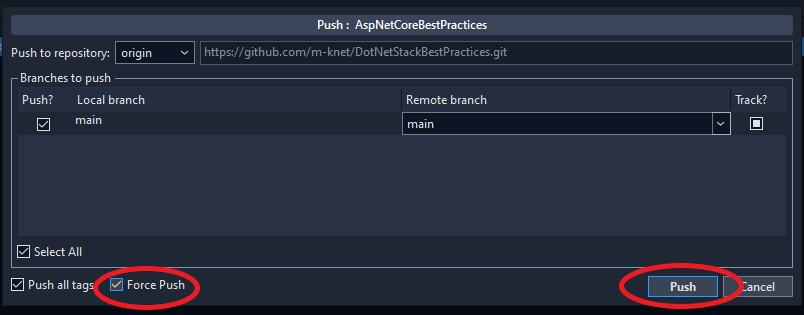 Push : AspNetCoreBestPractices
Push to repository: origin https://github.com/m-knet/DotNetStackBestPractices.git
Branches to push
Push? Local branch Remote branch Track?
main main
Select All
Push all tags Force Push Push Cancel